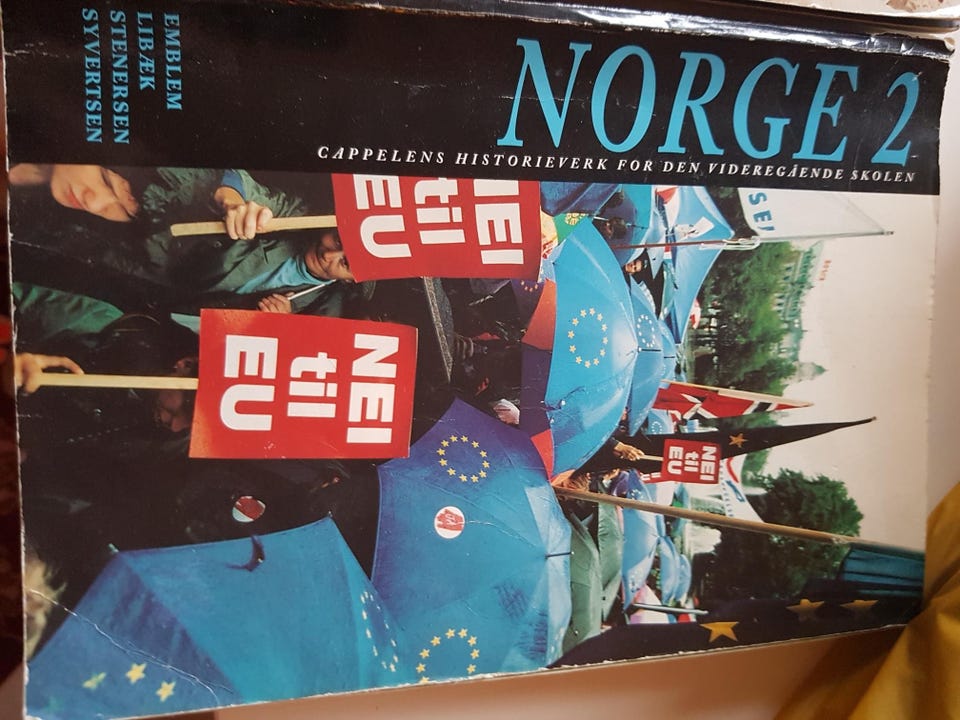 EMBLEM
LIBÆK
STENERSEN
SYVERTSEN
NORGE 2
CAPPELENS HISTORIEVERK FOR DEN VIDEREGÅENDE SKOLEN
NEI
til
EU
NEI
til
EU
NEI
til
EU